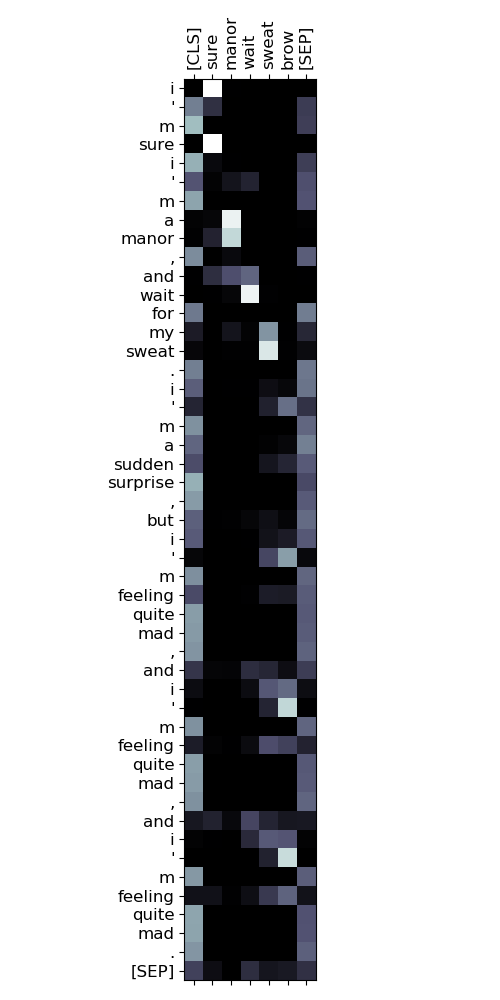 [CLS] sure manor wait sweat brow [SEP]
i
'
m
sure
i
'
m
a
manor
,
and
wait
for
my
sweat
.
i
'
m
a
sudden
surprise
,
but
i
'
m
feeling
quite
mad
,
and
i
'
m
feeling
quite
mad
,
and
i
'
m
feeling
quite
mad
.
[SEP]